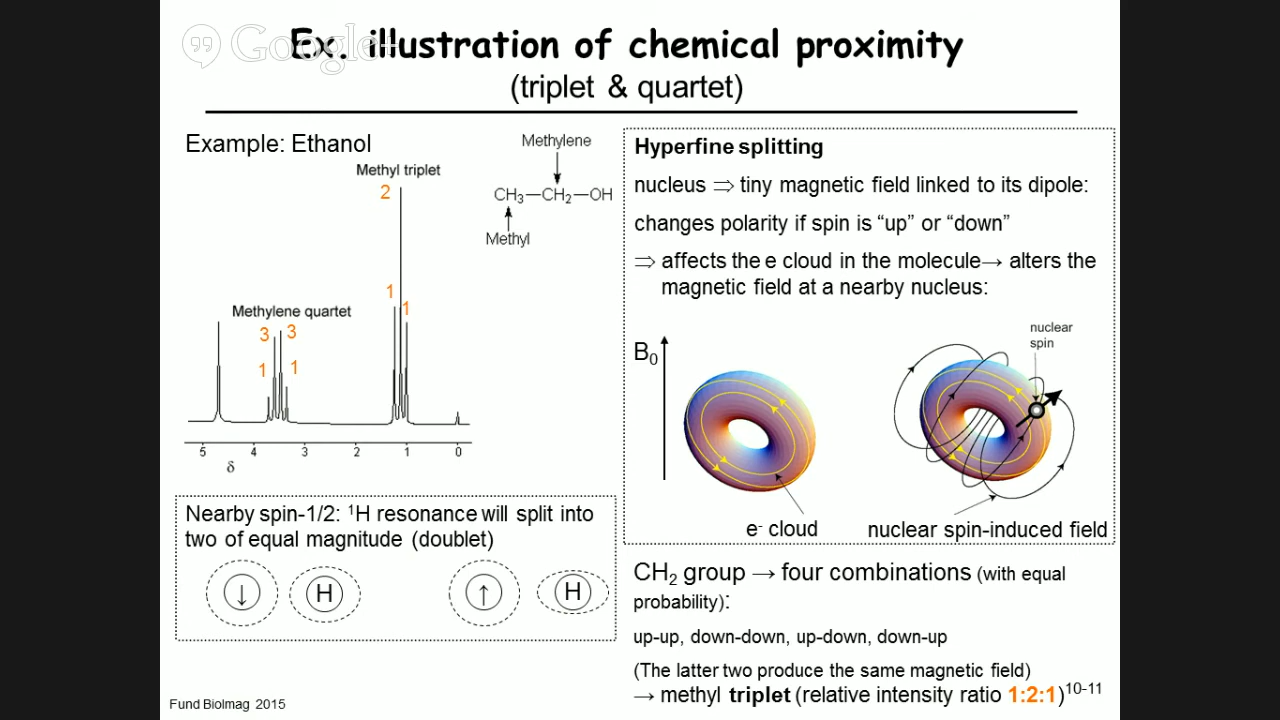 Google+
Ex. illustration of chemical proximity
(triplet & quartet)
Example: Ethanol
Methyl triplet
2
1
1
Methylene quartet
3
3
1
1
5 4 3 2 1 0
δ
Methylene
CH₃—CH₂—OH
Methyl
Nearby spin-1/2: ¹H resonance will split into
two of equal magnitude (doublet)
↓ H ↑ H
Hyperfine splitting
nucleus ⇒ tiny magnetic field linked to its dipole:
changes polarity if spin is “up” or “down”
⇒ affects the e cloud in the molecule→ alters the
magnetic field at a nearby nucleus:
B₀
nuclear
spin
e⁻ cloud
nuclear spin-induced field
CH₂ group → four combinations (with equal
probability):
up-up, down-down, up-down, down-up
(The latter two produce the same magnetic field)
→ methyl triplet (relative intensity ratio 1:2:1)¹⁰⁻¹¹
Fund Biolmag 2015